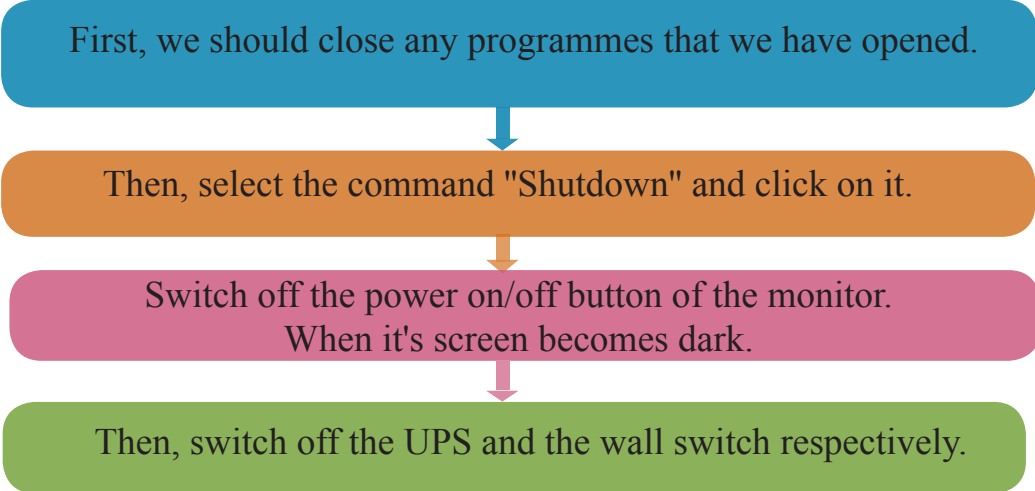 First, we should close any programmes that we have opened.
Then, select the command "Shutdown" and click on it.
Switch off the power on/off button of the monitor.
When it's screen becomes dark.
Then, switch off the UPS and the wall switch respectively.